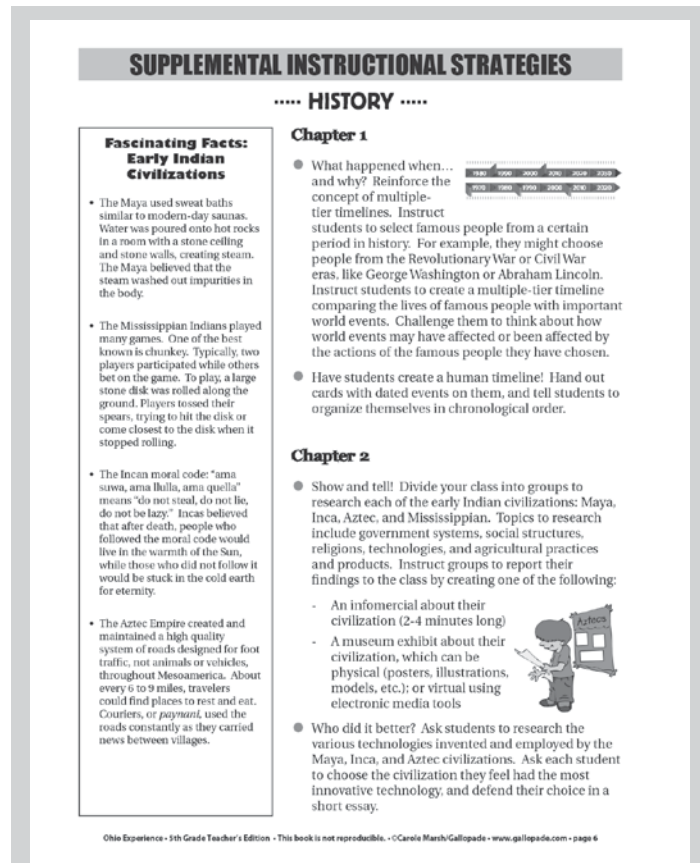 SUPPLEMENTAL INSTRUCTIONAL STRATEGIES
····· HISTORY ·····
Fascinating Facts:
Early Indian
Civilizations
• The Maya used sweat baths
similar to modern-day saunas.
Water was poured onto hot rocks
in a room with a stone ceiling
and stone walls, creating steam.
The Maya believed that the
steam washed out impurities in
the body.
• The Mississippian Indians played
many games. One of the best
known is chunkey. Typically, two
players participated while others
bet on the game. To play, a large
stone disk was rolled along the
ground. Players tossed their
spears, trying to hit the disk or
come closest to the disk when it
stopped rolling.
• The Incan moral code: "ama
suwa, ama llulla, ama quella"
means "do not steal, do not lie,
do not be lazy." Incas believed
that after death, people who
followed the moral code would
live in the warmth of the Sun,
while those who did not follow it
would be stuck in the cold earth
for eternity.
• The Aztec Empire created and
maintained a high quality
system of roads designed for foot
traffic, not animals or vehicles,
throughout Mesoamerica. About
every 6 to 9 miles, travelers
could find places to rest and eat.
Couriers, or paynani, used the
roads constantly as they carried
news between villages.
Chapter 1
● What happened when…
and why? Reinforce the
concept of multiple-
tier timelines. Instruct
students to select famous people from a certain
period in history. For example, they might choose
people from the Revolutionary War or Civil War
eras, like George Washington or Abraham Lincoln.
Instruct students to create a multiple-tier timeline
comparing the lives of famous people with important
world events. Challenge them to think about how
world events may have affected or been affected by
the actions of the famous people they have chosen.
1980 1990 2000 2010 2020 2030
1970 1980 1990 2000 2010 2020
● Have students create a human timeline! Hand out
cards with dated events on them, and tell students to
organize themselves in chronological order.
Chapter 2
● Show and tell! Divide your class into groups to
research each of the early Indian civilizations: Maya,
Inca, Aztec, and Mississippian. Topics to research
include government systems, social structures,
religions, technologies, and agricultural practices
and products. Instruct groups to report their
findings to the class by creating one of the following:
- An infomercial about their
civilization (2-4 minutes long)
- A museum exhibit about their
civilization, which can be
physical (posters, illustrations,
models, etc.); or virtual using
electronic media tools
Aztecs
● Who did it better? Ask students to research the
various technologies invented and employed by the
Maya, Inca, and Aztec civilizations. Ask each student
to choose the civilization they feel had the most
innovative technology, and defend their choice in a
short essay.
Ohio Experience • 5th Grade Teacher's Edition • This book is not reproducible. • ©Carole Marsh/Gallopade • www.gallopade.com • page 6